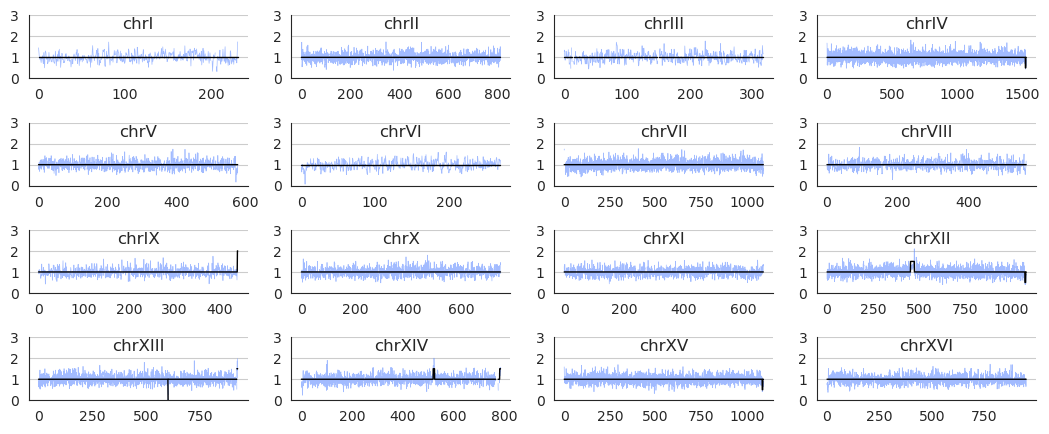 chrI chrII chrIII chrIV
3 3 3 3
2 2 2 2
1 1 1 1
0 0 0 0
0 100 200 0 200 400 600 800 0 100 200 300 0 500 1000 1500
chrV chrVI chrVII chrVIII
3 3 3 3
2 2 2 2
1 1 1 1
0 0 0 0
0 200 400 600 0 100 200 0 250 500 750 1000 0 200 400
chrIX chrX chrXI chrXII
3 3 3 3
2 2 2 2
1 1 1 1
0 0 0 0
0 100 200 300 400 0 200 400 600 0 200 400 600 0 250 500 750 1000
chrXIII chrXIV chrXV chrXVI
3 3 3 3
2 2 2 2
1 1 1 1
0 0 0 0
0 250 500 750 0 200 400 600 800 0 250 500 750 1000 0 250 500 750